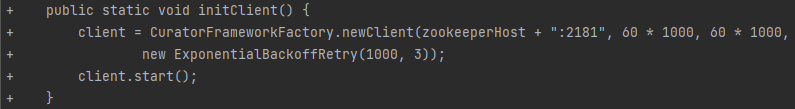 +    public static void initClient() {
+        client = CuratorFrameworkFactory.newClient(zookeeperHost + ":2181", 60 * 1000, 60 * 1000,
+                new ExponentialBackoffRetry(1000, 3));
+        client.start();
+    }